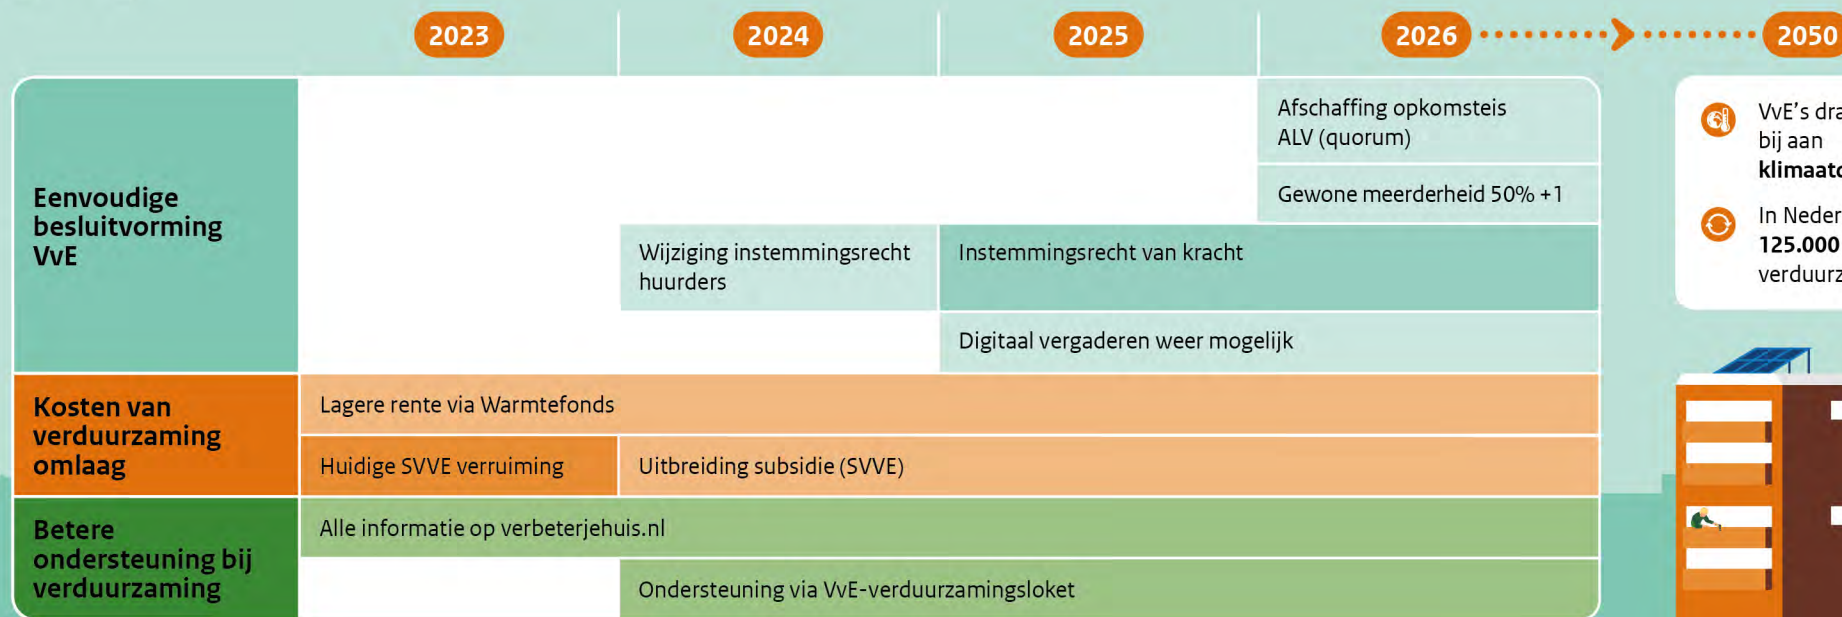 2023
2024
2025
2026
2050
Eenvoudige
besluitvorming
VvE
Afschaffing opkomsteis
ALV (quorum)
Gewone meerderheid 50% +1
Wijziging instemmingsrecht
huurders
Instemmingsrecht van kracht
Digitaal vergaderen weer mogelijk
Kosten van
verduurzaming
omlaag
Lagere rente via Warmtefonds
Huidige SVVE verruiming
Uitbreiding subsidie (SVVE)
Betere
ondersteuning bij
verduurzaming
Alle informatie op verbeterjehuis.nl
Ondersteuning via VvE-verduurzamingsloket
VvE's
bij aan
In
125.000